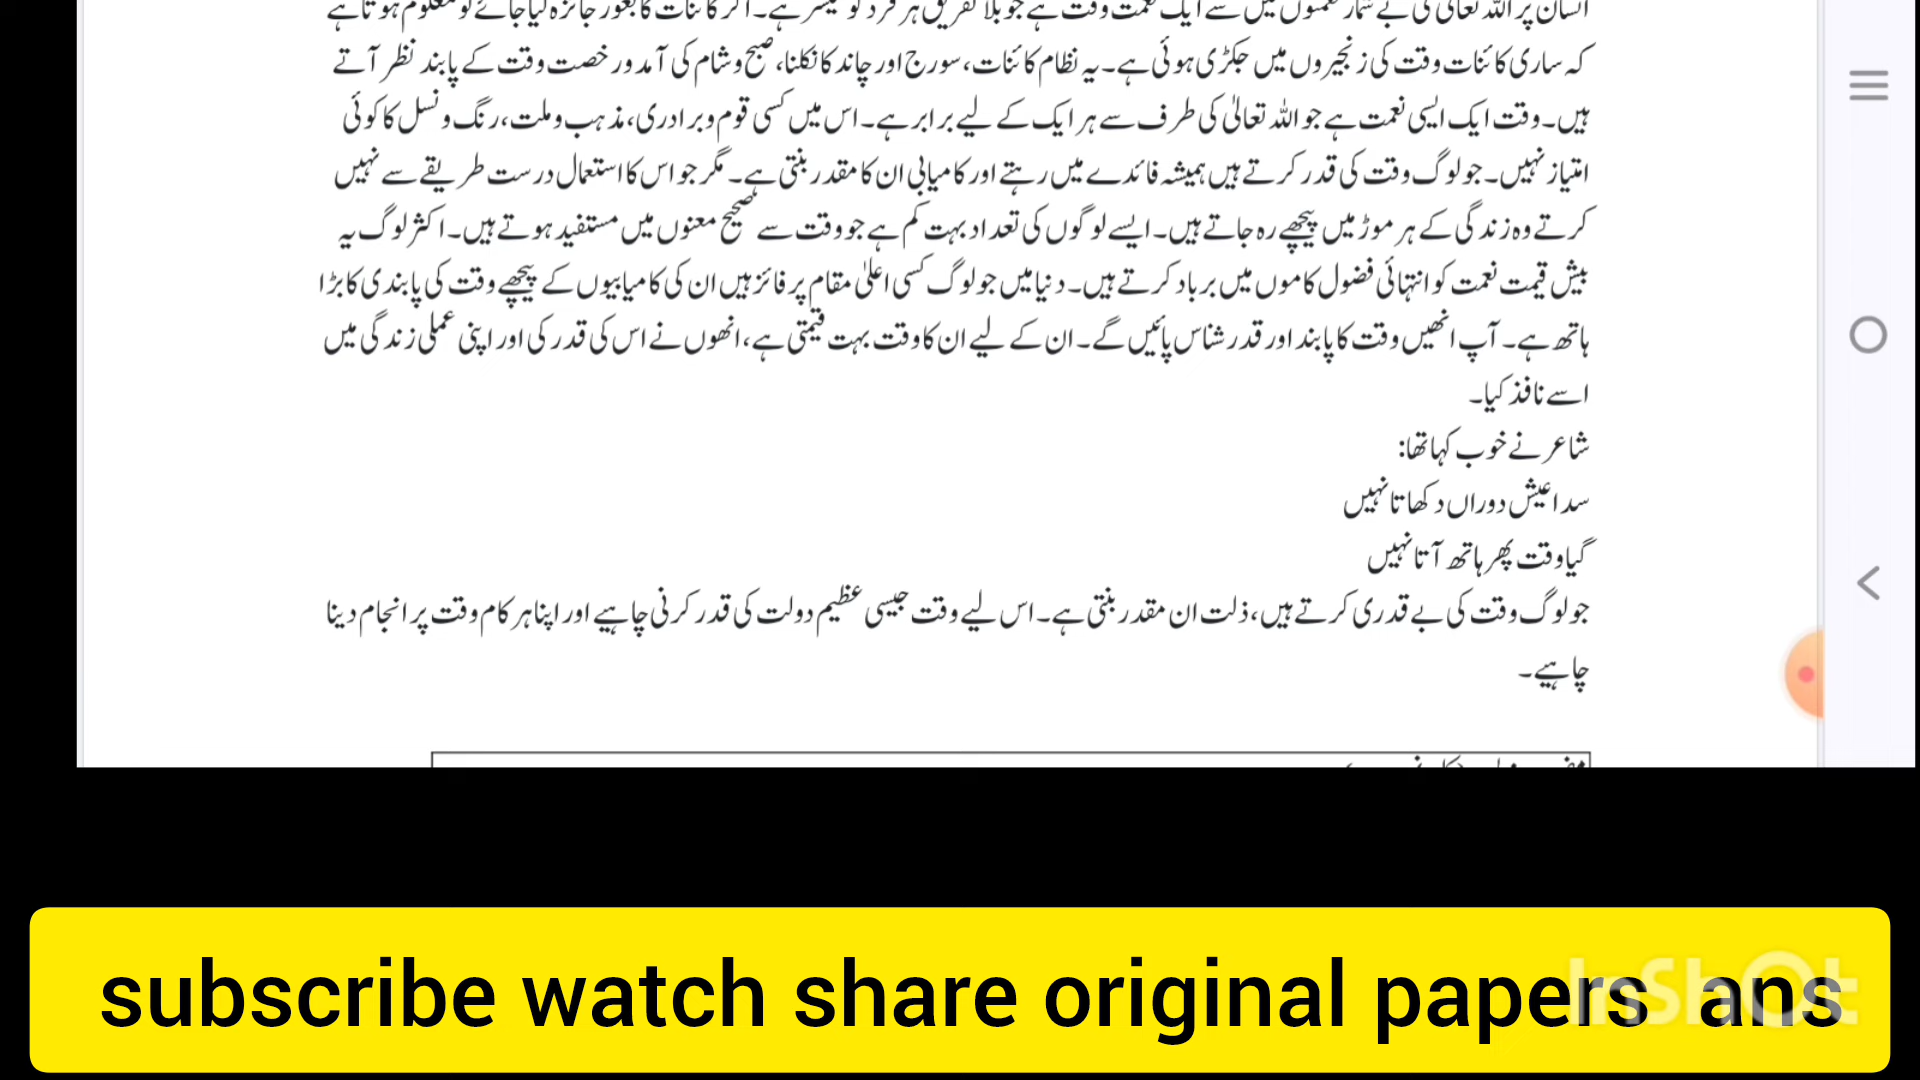 انسان پر اللہ تعالیٰ کی بے شمار نعمتوں میں سے ایک نعمت وقت ہے جو بلا تفریق ہر فرد کو میسر ہے۔ اگر کائنات کا بغور جائزہ لیا جائے تو معلوم ہوتا ہے
کہ ساری کائنات وقت کی زنجیروں میں جکڑی ہوئی ہے۔ یہ نظام کائنات، سورج اور چاند کا نکلنا، صبح و شام کی آمد ورخصت وقت کے پابند نظر آتے
ہیں۔ وقت ایک ایسی نعمت ہے جو اللہ تعالیٰ کی طرف سے ہر ایک کے لیے برابر ہے۔ اس میں کسی قوم و برادری، مذہب و ملت، رنگ و نسل کا کوئی
امتیاز نہیں۔ جو لوگ وقت کی قدر کرتے ہیں ہمیشہ فائدے میں رہتے اور کامیابی ان کا مقدر بنتی ہے۔ مگر جو اس کا استعمال درست طریقے سے نہیں
کرتے وہ زندگی کے ہر موڑ میں پیچھے رہ جاتے ہیں۔ ایسے لوگوں کی تعداد بہت کم ہے جو وقت سے صحیح معنوں میں مستفید ہوتے ہیں۔ اکثر لوگ یہ
بیش قیمت نعمت کو انتہائی فضول کاموں میں برباد کرتے ہیں۔ دنیا میں جو لوگ کسی اعلیٰ مقام پر فائز ہیں ان کی کامیابیوں کے پیچھے وقت کی پابندی کا بڑا
ہاتھ ہے۔ آپ انھیں وقت کا پابند اور قدر شناس پائیں گے۔ ان کے لیے ان کا وقت بہت قیمتی ہے، انھوں نے اس کی قدر کی اور اپنی عملی زندگی میں
اسے نافذ کیا۔
شاعر نے خوب کہا تھا:
سدا عیش دوراں دکھاتا نہیں
گیا وقت پھر ہاتھ آتا نہیں
جو لوگ وقت کی بے قدری کرتے ہیں، ذلت ان مقدر بنتی ہے۔ اس لیے وقت جیسی عظیم دولت کی قدر کرنی چاہیے اور اپنا ہر کام وقت پر انجام دینا
چاہیے۔
subscribe watch share original papers ans
InShOt